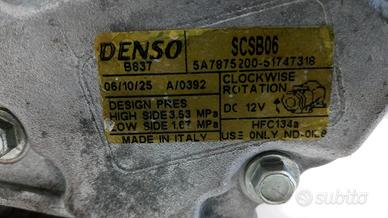 DENSO SCSB06
B837 5A7875200-51747318
06/10/25 A/0392 CLOCKWISE
ROTATION
DESIGN PRES DC 12V
HIGH SIDE 3.53 MPa
LOW SIDE 1.67 MPa HFC134a
MADE IN ITALY USE ONLY ND-OIL8
subito